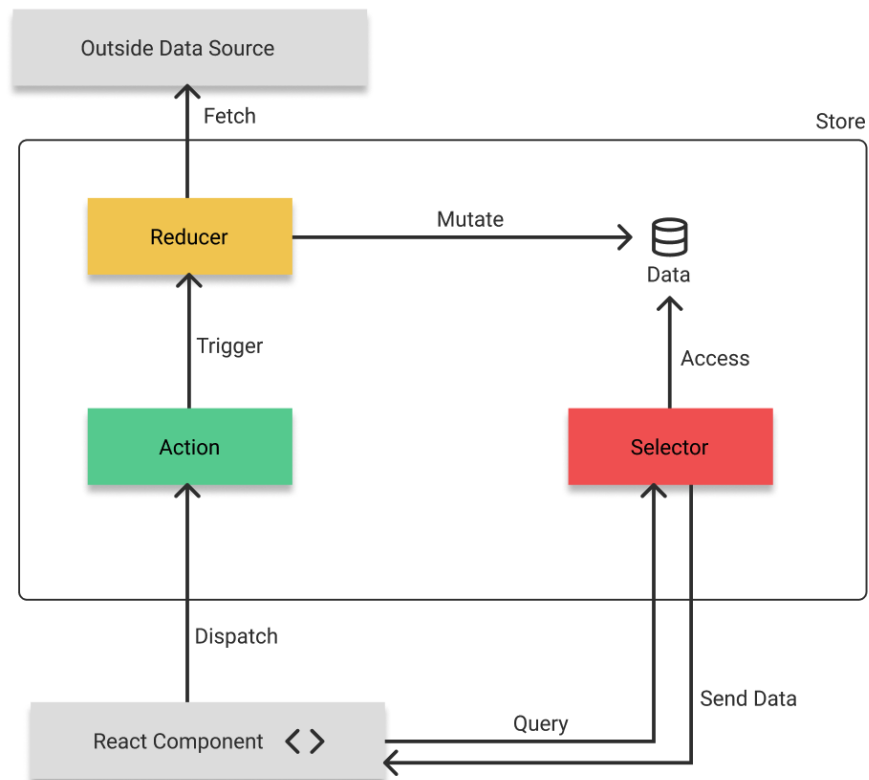 Outside Data Source
Fetch
Store
Reducer
Mutate
Data
Trigger
Access
Action
Selector
Dispatch
Send Data
Query
React Component